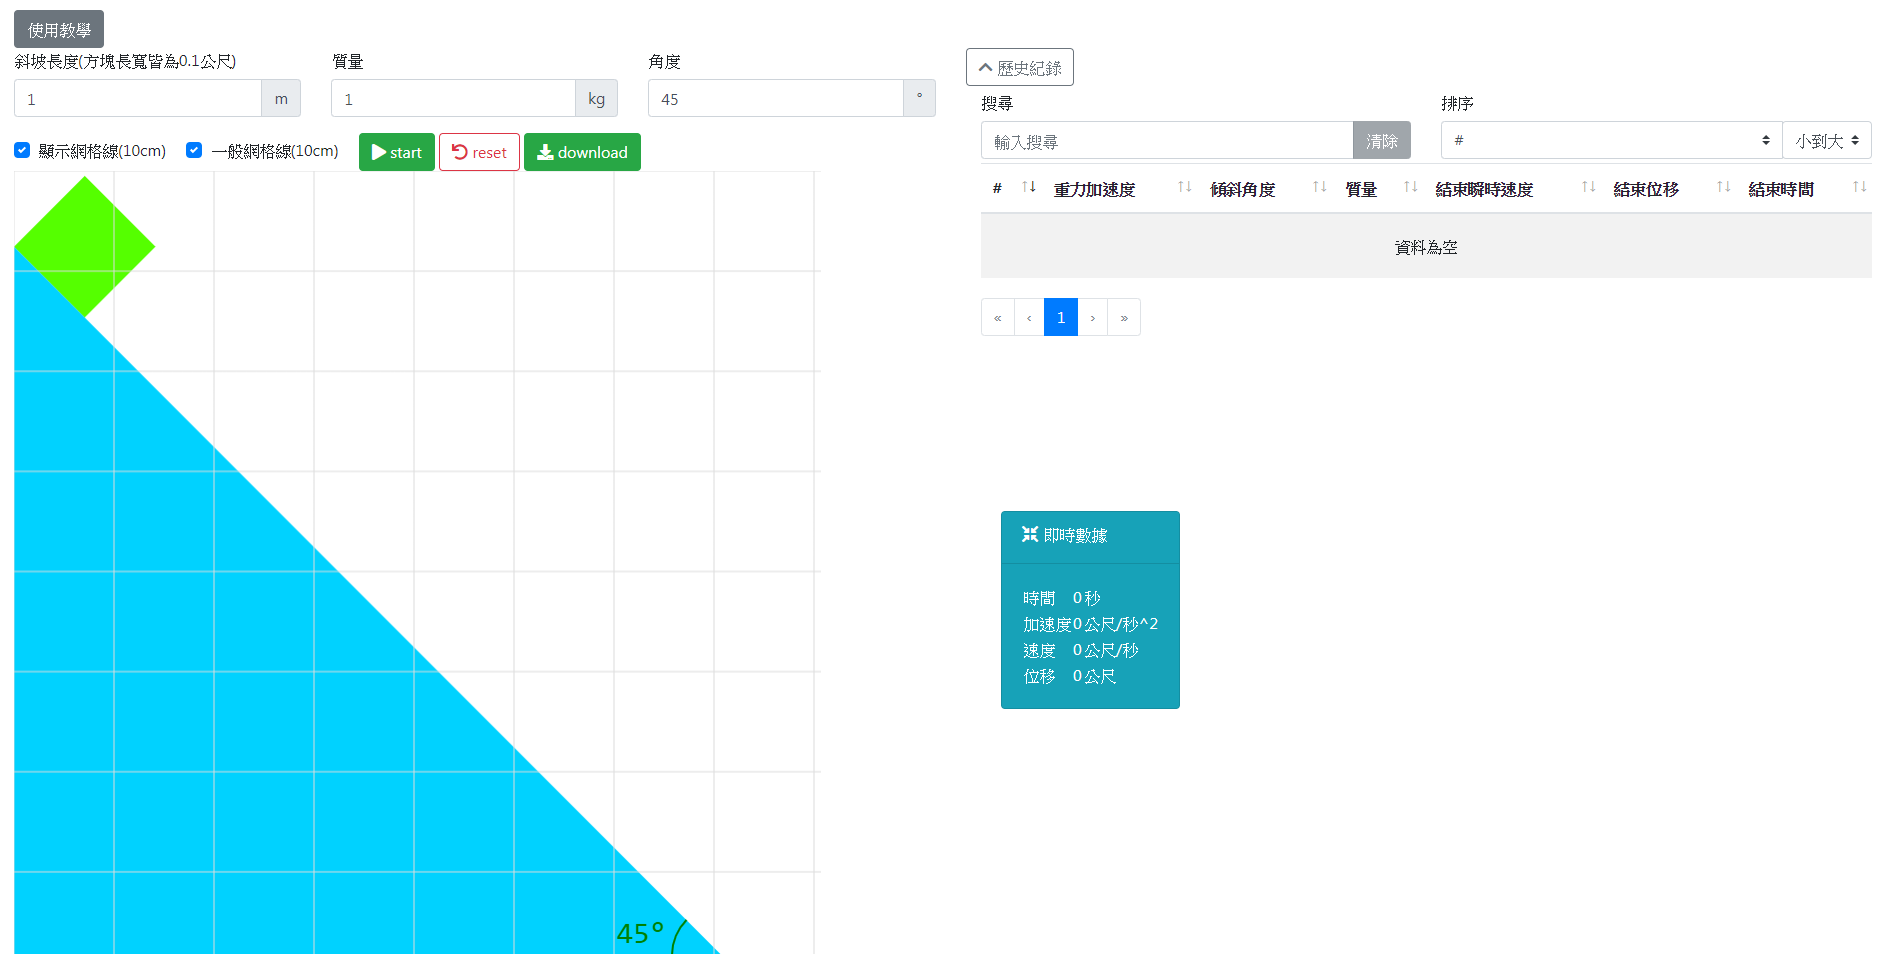 使用教學
斜坡長度(方塊長寬皆為0.1公尺)
1 m
質量
1 kg
角度
45 °
顯示網格線(10cm) 一般網格線(10cm) start reset download
45°
歷史紀錄
搜尋
輸入搜尋 清除
排序
# 小到大
# 重力加速度 傾斜角度 質量 結束瞬時速度 結束位移 結束時間
資料為空
« ‹ 1 › »
即時數據
時間 0 秒
加速度 0 公尺/秒^2
速度 0 公尺/秒
位移 0 公尺